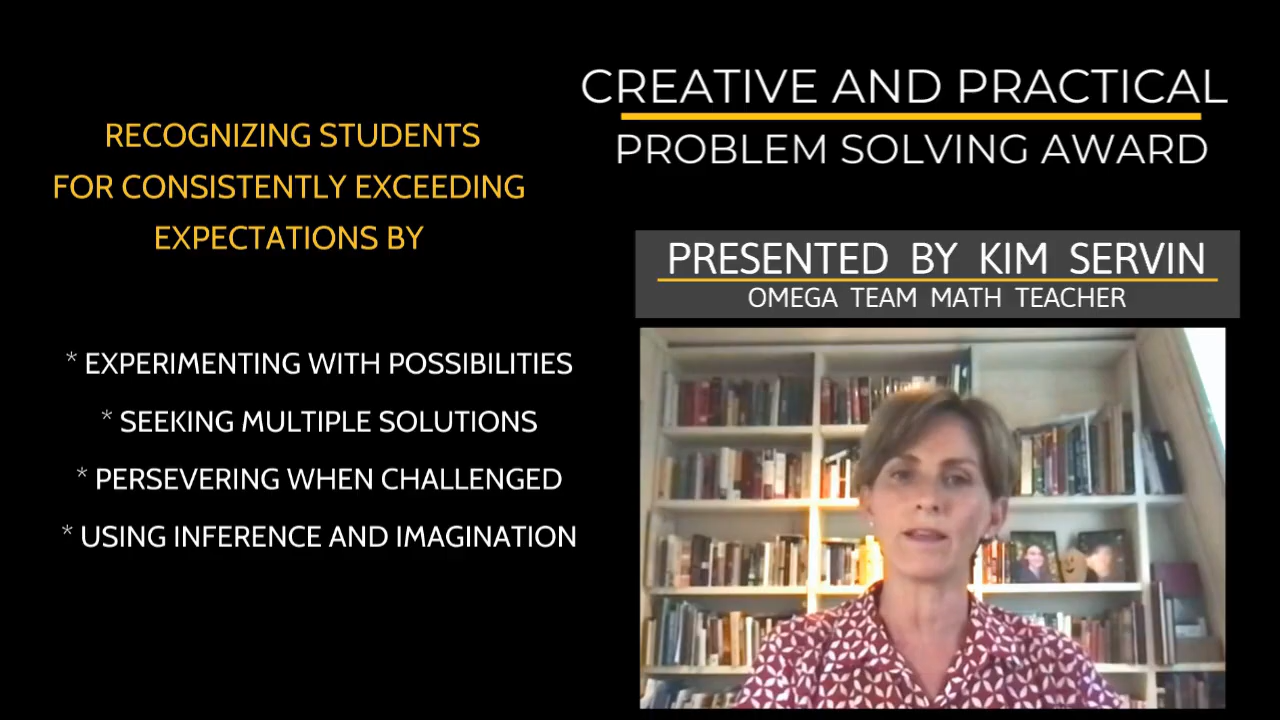 CREATIVE AND PRACTICAL
PROBLEM SOLVING AWARD
RECOGNIZING STUDENTS
FOR CONSISTENTLY EXCEEDING
EXPECTATIONS BY
* EXPERIMENTING WITH POSSIBILITIES
* SEEKING MULTIPLE SOLUTIONS
* PERSEVERING WHEN CHALLENGED
* USING INFERENCE AND IMAGINATION
PRESENTED BY KIM SERVIN
OMEGA TEAM MATH TEACHER